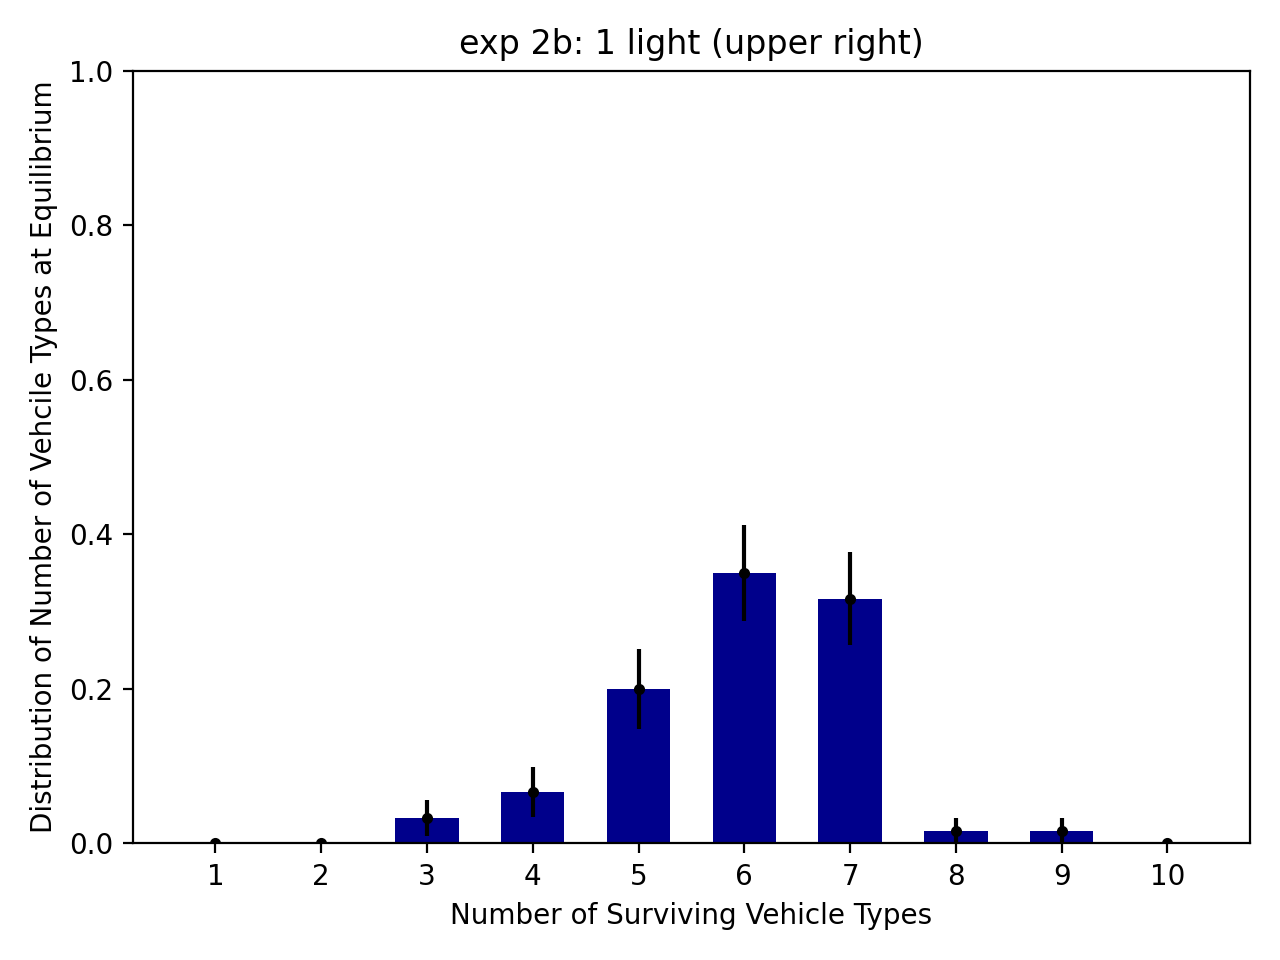 exp 2b: 1 light (upper right)
Distribution of Number of Vehcile Types at Equilibrium
1.0
0.8
0.6
0.4
0.2
0.0
1 2 3 4 5 6 7 8 9 10
Number of Surviving Vehicle Types